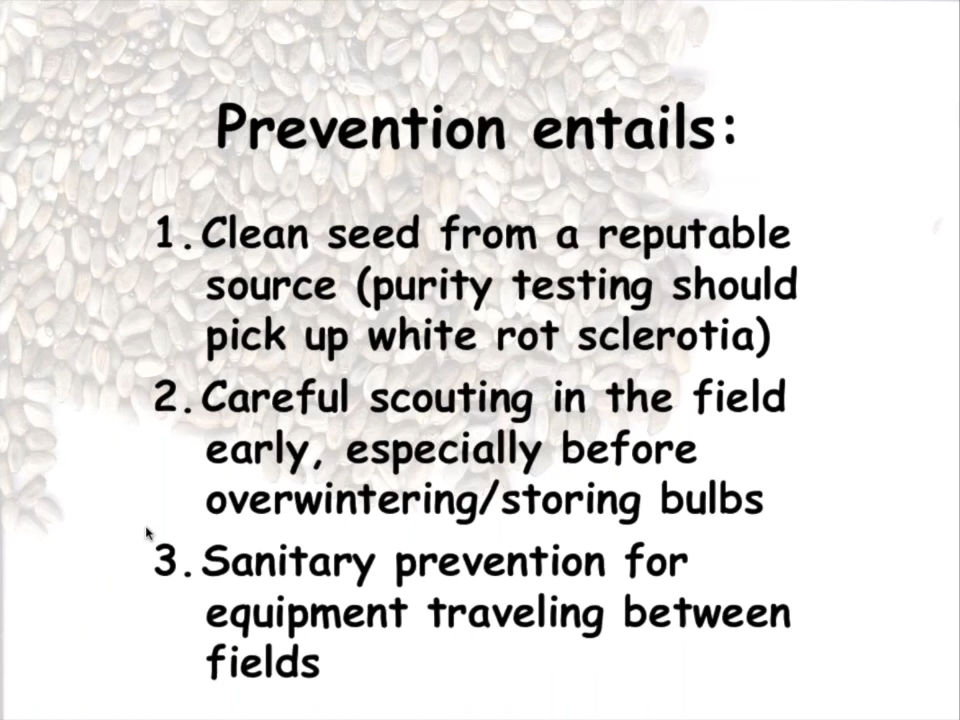 Prevention entails:
1. Clean seed from a reputable
source (purity testing should
pick up white rot sclerotia)
2. Careful scouting in the field
early, especially before
overwintering/storing bulbs
3. Sanitary prevention for
equipment traveling between
fields